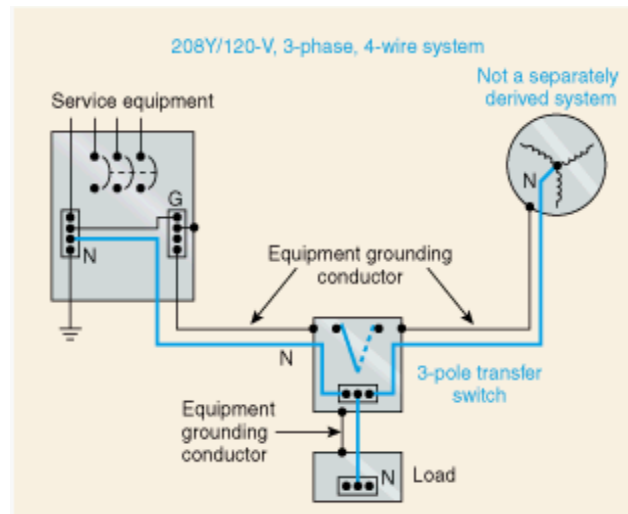 208Y/120-V, 3-phase, 4-wire system
Not a separately
derived system
Service equipment
G
N
N
Equipment grounding
conductor
N
3-pole transfer
switch
Equipment
grounding
conductor
N
Load